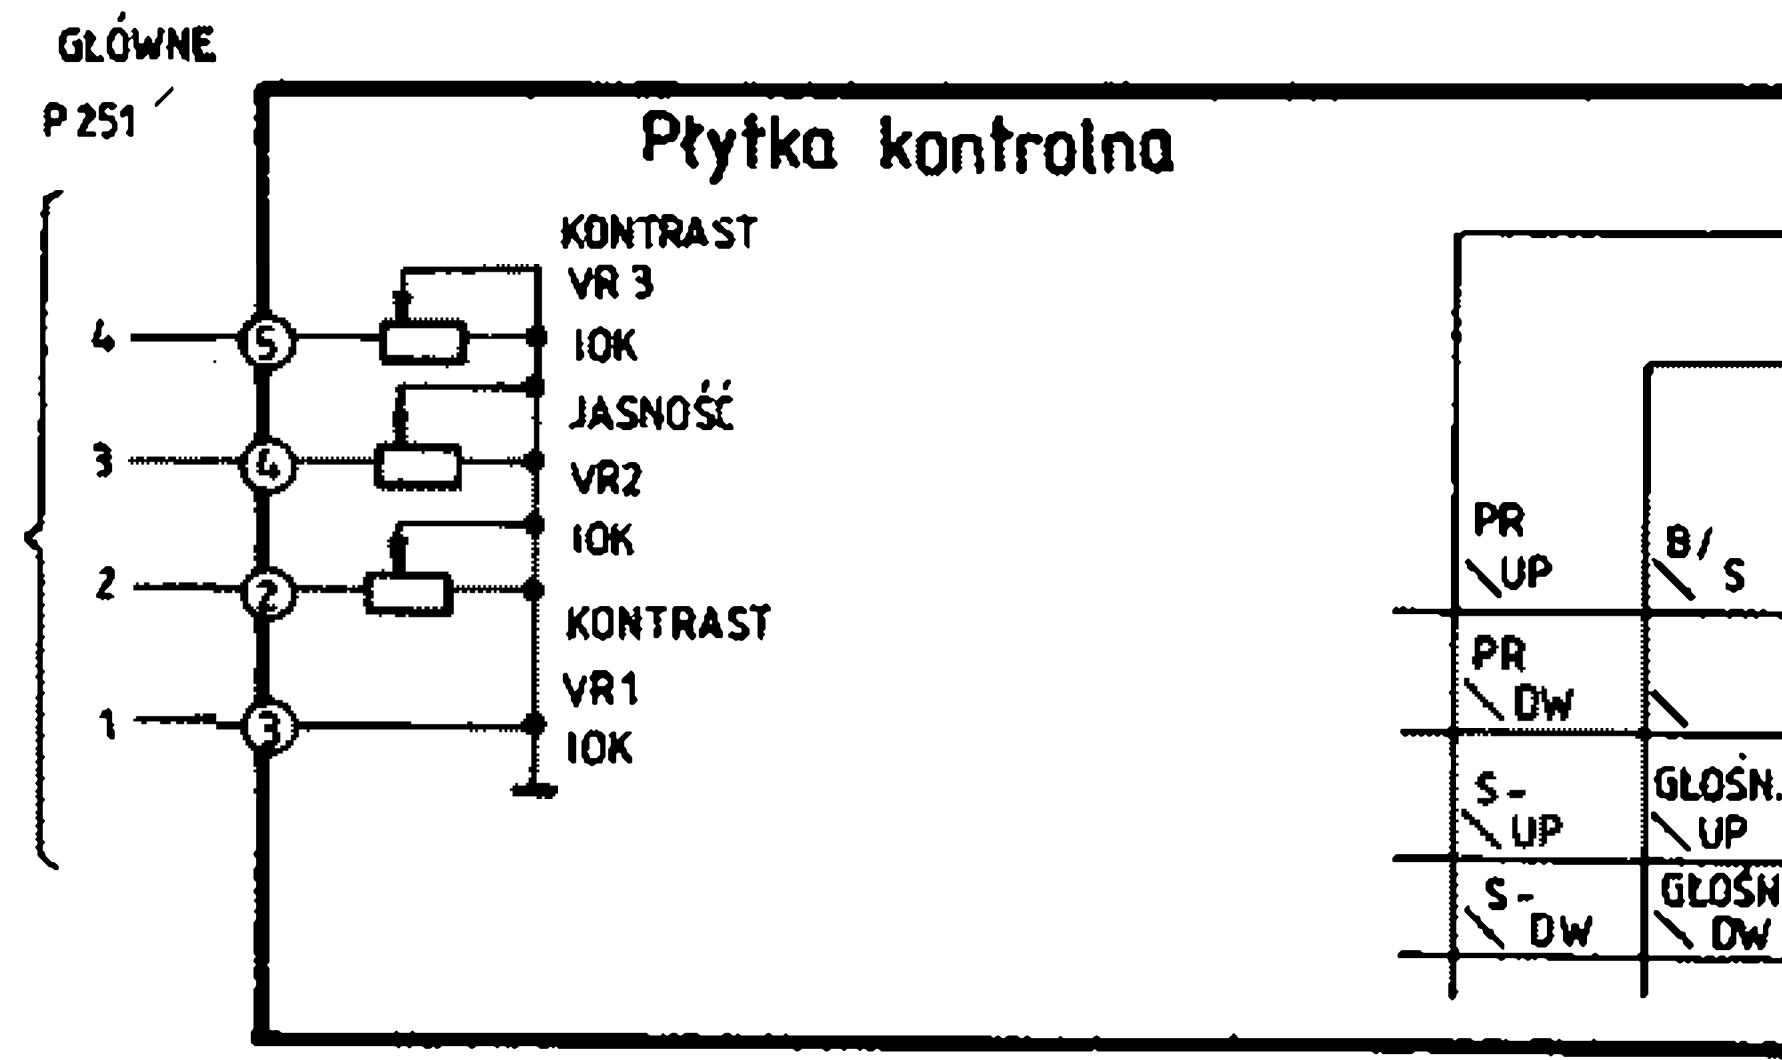 GŁÓWNE
P 251
Płytka kontrolna
KONTRAST
VR 3
10K
4
5
JASNOŚĆ
VR2
10K
3
4
KONTRAST
VR1
10K
2
2
1
3
PR
UP
B/
S
PR
DW
S-
UP
GŁOŚN.
UP
S-
DW
GŁOŚN
DW